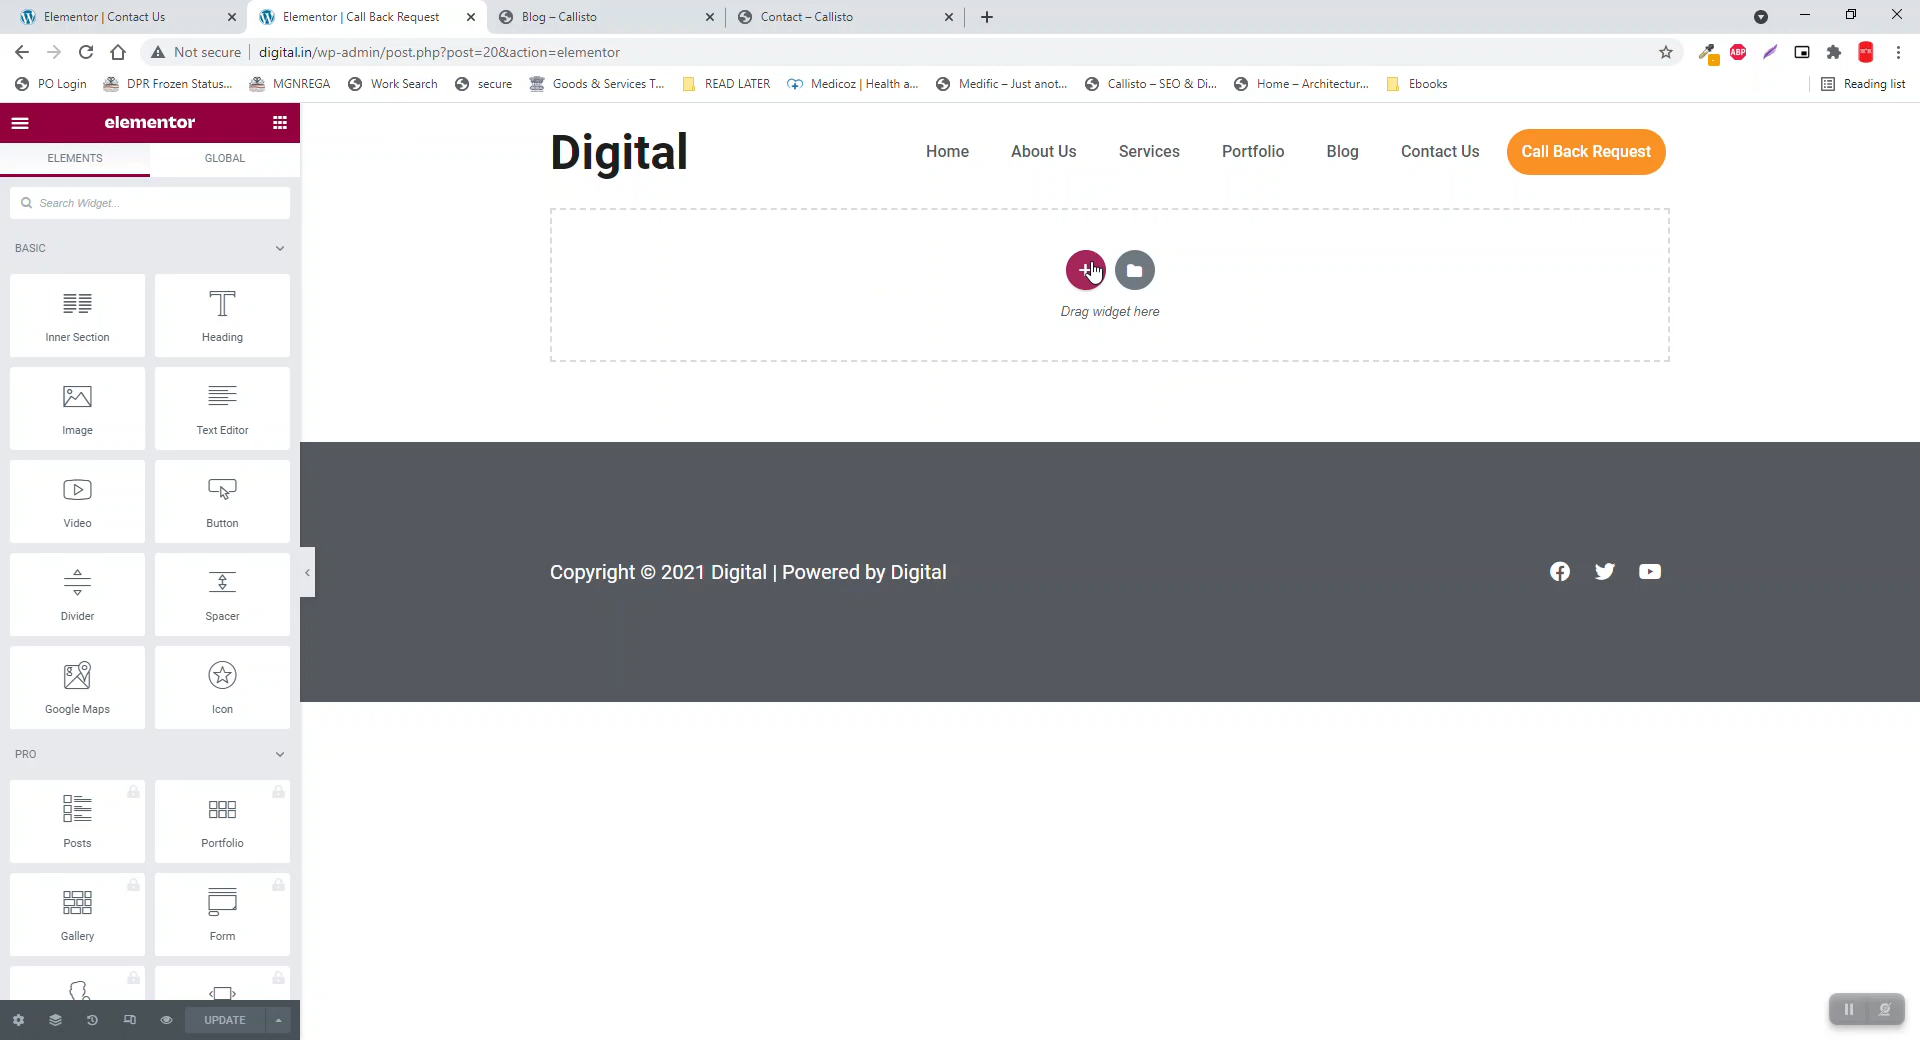 Elementor | Contact Us
Elementor | Call Back Request
Blog – Callisto
Contact – Callisto
Not secure
digital.in/wp-admin/post.php?post=20&action=elementor
ABP
PO Login
DPR Frozen Status...
MGNREGA
Work Search
secure
Goods & Services T...
READ LATER
Medicoz | Health a...
Medific – Just anot...
Callisto – SEO & Di...
Home – Architectur...
Ebooks
Reading list
elementor
ELEMENTS
GLOBAL
Search Widget...
BASIC
Inner Section
Heading
Image
Text Editor
Video
Button
Divider
Spacer
Google Maps
Icon
PRO
Posts
Portfolio
Gallery
Form
UPDATE
Digital
Home
About Us
Services
Portfolio
Blog
Contact Us
Call Back Request
Drag widget here
Copyright © 2021 Digital | Powered by Digital